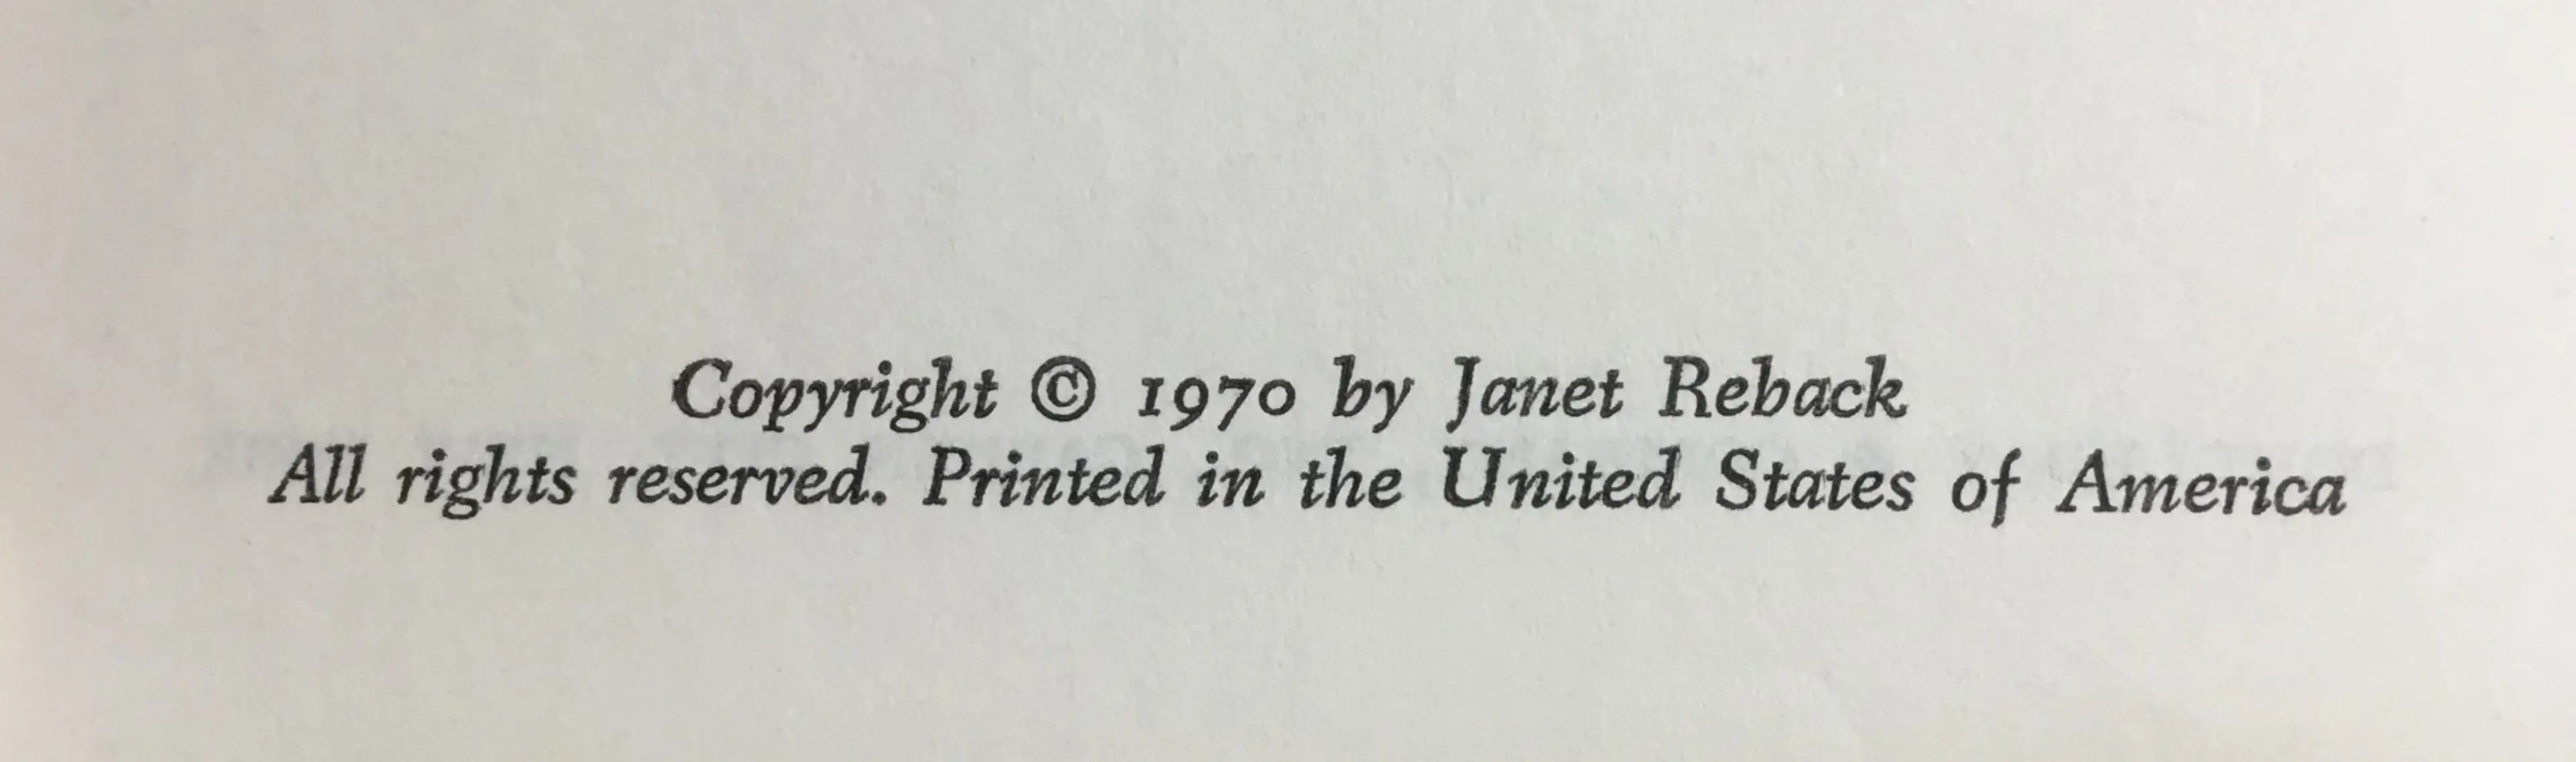 Copyright © 1970 by Janet Reback
All rights reserved. Printed in the United States of America